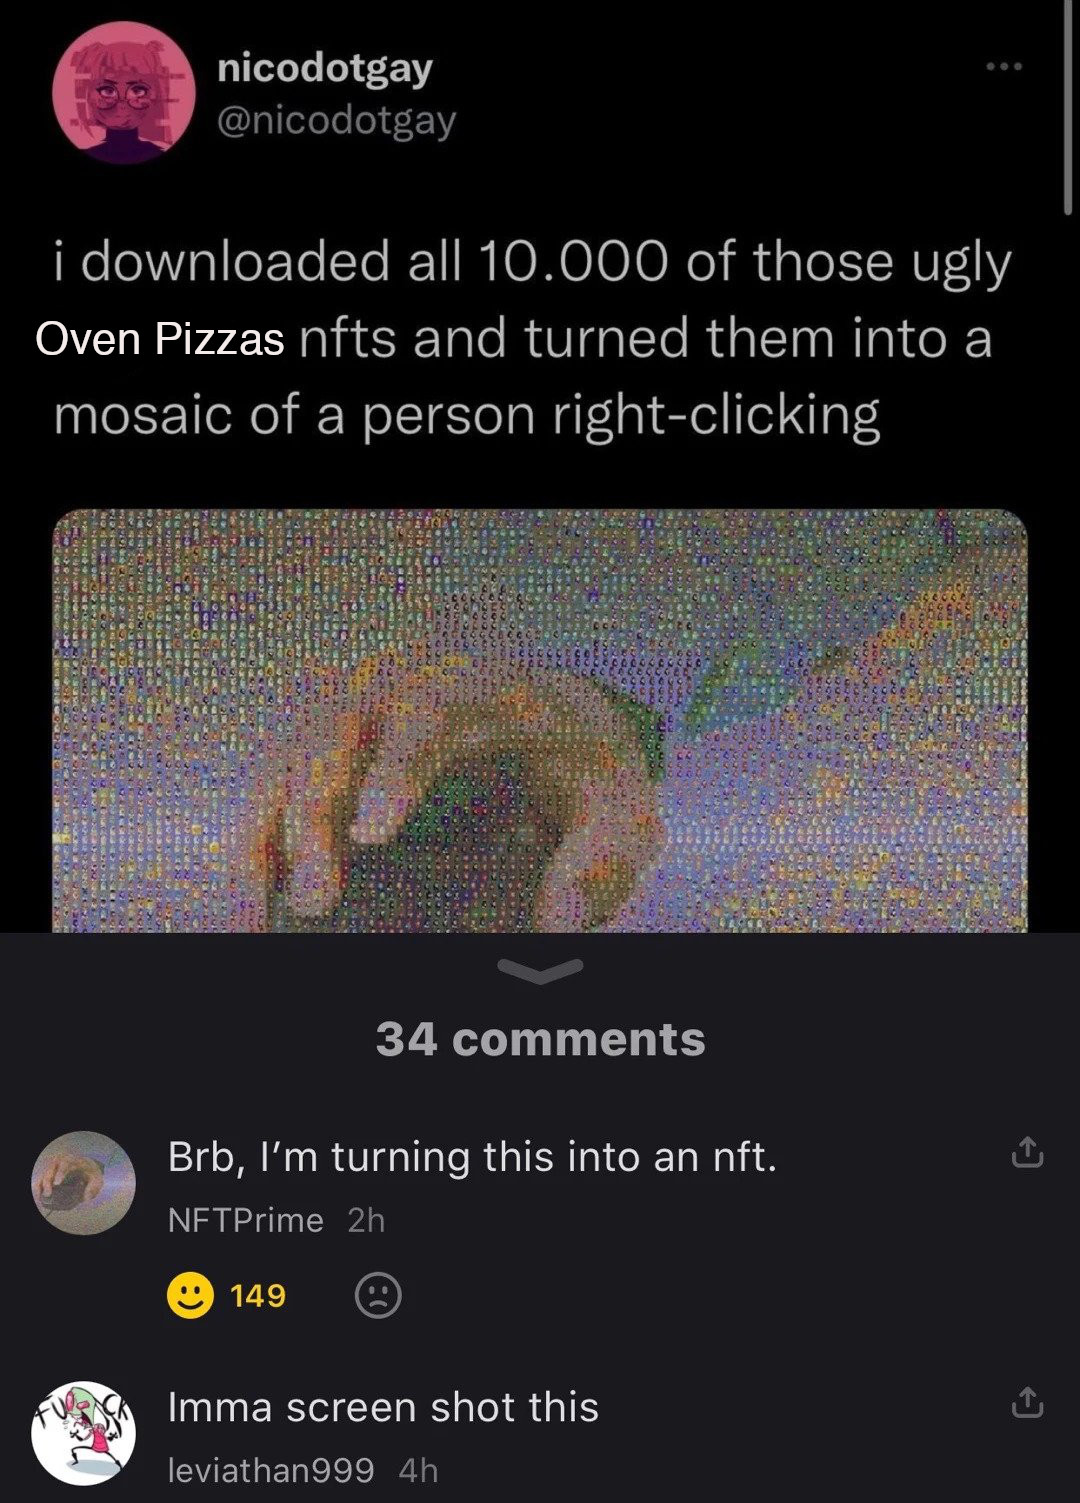 nicodotgay
@nicodotgay
i downloaded all 10.000 of those ugly
Oven Pizzas nfts and turned them into a
mosaic of a person right-clicking
34 comments
Brb, I'm turning this into an nft.
NFTPrime 2h
149
FUCK
Imma screen shot this
leviathan999 4h